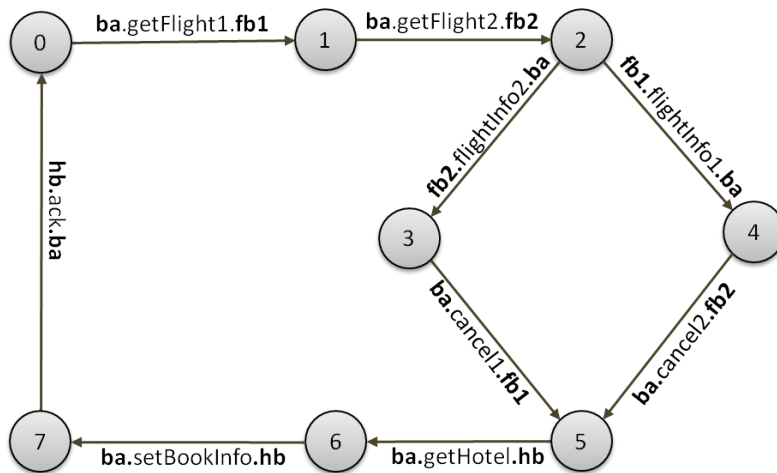 0
ba.getFlight1.fb1
1
ba.getFlight2.fb2
2
fb2.flightInfo2.ba
fb1.flightInfo1.ba
hb.ack.ba
3
4
ba.cancel1.fb1
ba.cancel2.fb2
7
ba.setBookInfo.hb
6
ba.getHotel.hb
5